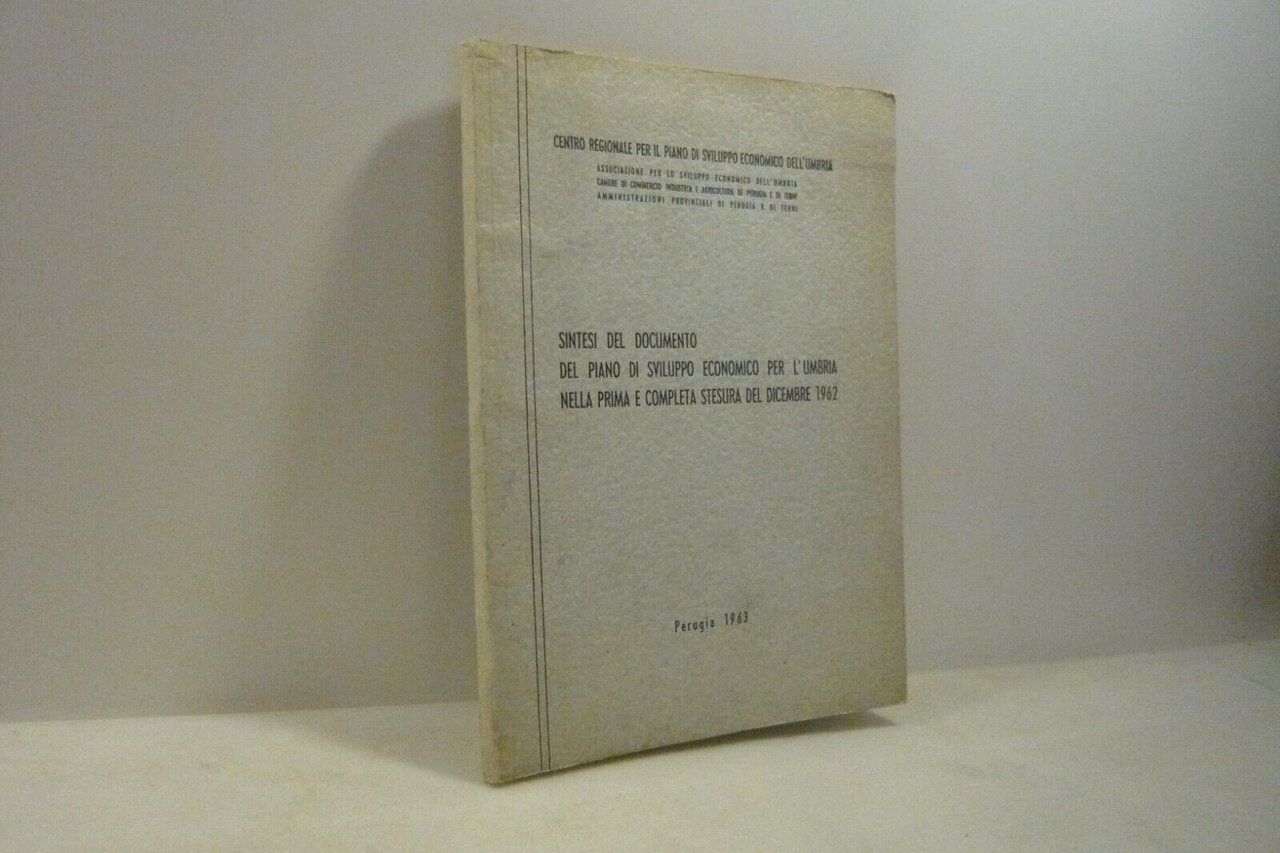 CENTRO REGIONALE PER IL PIANO DI SVILUPPO ECONOMICO DELL'UMBRIA
ASSOCIAZIONE PER LO SVILUPPO ECONOMICO DELL'UMBRIA
CAMERE DI COMMERCIO INDUSTRIA E AGRICOLTURA DI PERUGIA E DI TERNI
AMMINISTRAZIONI PROVINCIALI DI PERUGIA E DI TERNI
SINTESI DEL DOCUMENTO
DEL PIANO DI SVILUPPO ECONOMICO PER L'UMBRIA
NELLA PRIMA E COMPLETA STESURA DEL DICEMBRE 1962
Perugia 1963